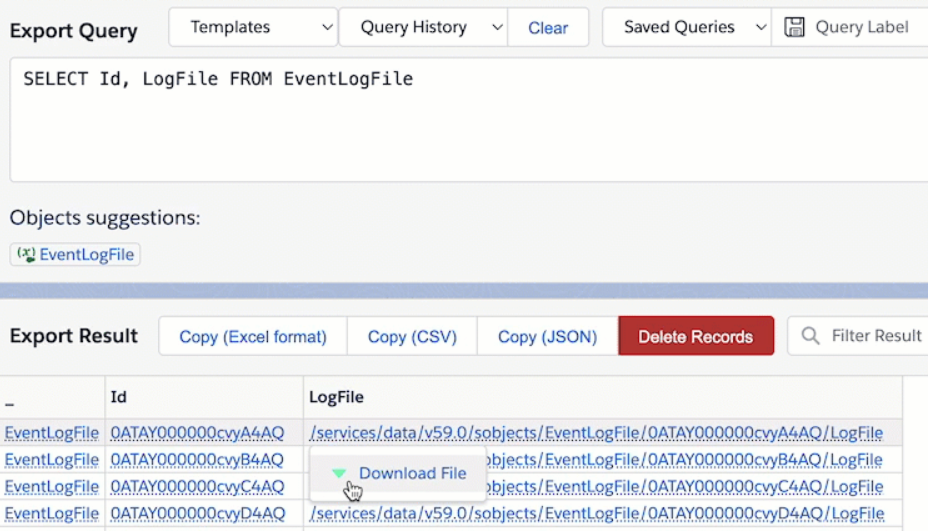 Export Query Templates Query History Clear Saved Queries Query Label
SELECT Id, LogFile FROM EventLogFile
Objects suggestions:
(x) EventLogFile
Export Result Copy (Excel format) Copy (CSV) Copy (JSON) Delete Records Filter Result
_ Id LogFile
EventLogFile 0ATAY000000cvyA4AQ /services/data/v59.0/sobjects/EventLogFile/0ATAY000000cvyA4AQ/LogFile
EventLogFile 0ATAY000000cvyB4AQ bjects/EventLogFile/0ATAY000000cvyB4AQ/LogFile
Download File
EventLogFile 0ATAY000000cvyC4AQ bjects/EventLogFile/0ATAY000000cvyC4AQ/LogFile
EventLogFile 0ATAY000000cvyD4AQ /services/data/v59.0/sobjects/EventLogFile/0ATAY000000cvyD4AQ/LogFile